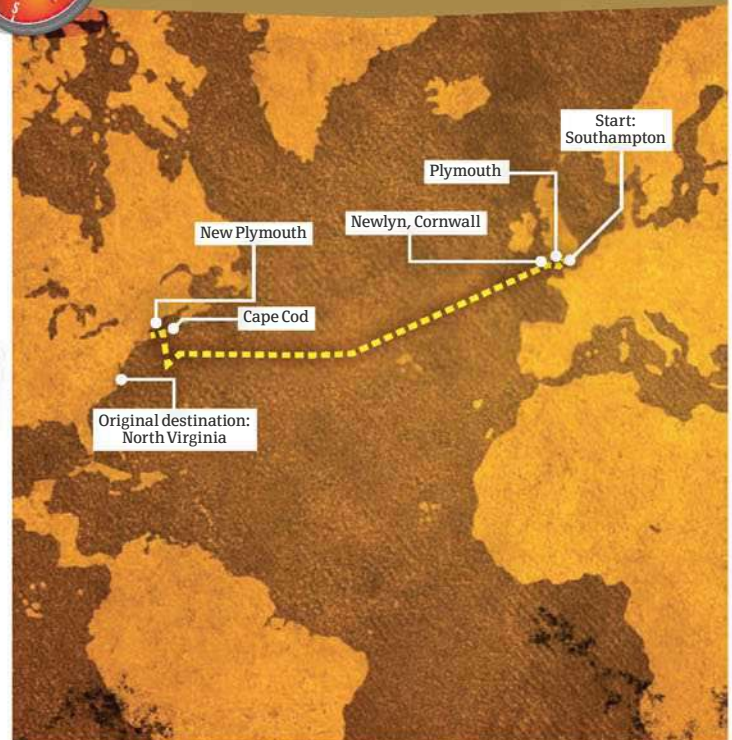 S
Start:
Southampton
Plymouth
Newlyn, Cornwall
New Plymouth
Cape Cod
Original destination:
North Virginia